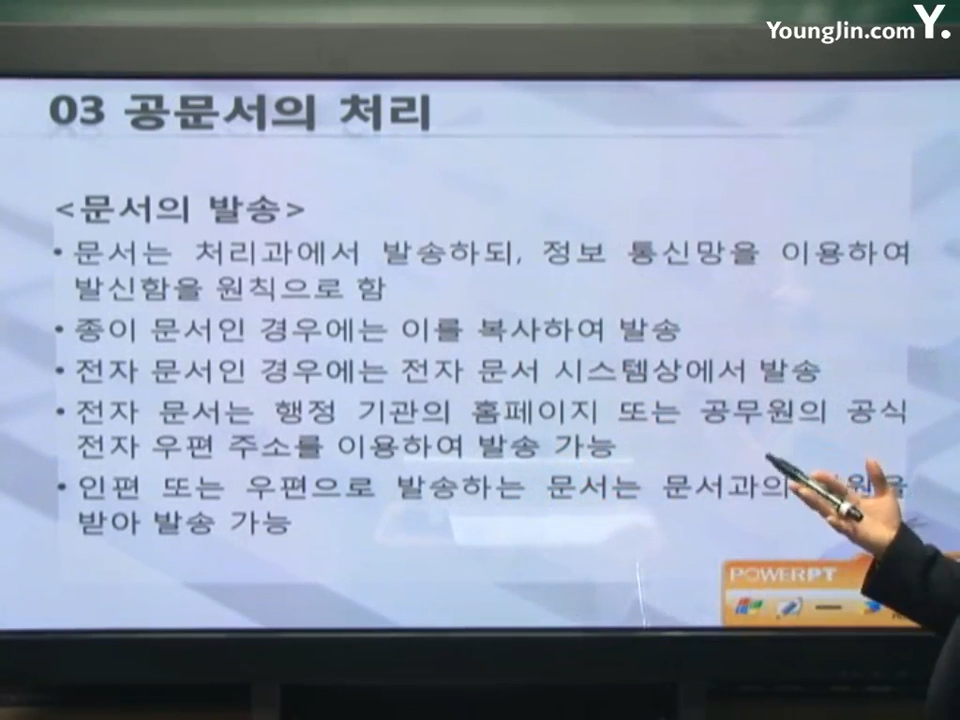 YoungJin.com Y.
03 공문서의 처리
<문서의 발송>
• 문서는 처리과에서 발송하되, 정보 통신망을 이용하여
발신함을 원칙으로 함
• 종이 문서인 경우에는 이를 복사하여 발송
• 전자 문서인 경우에는 전자 문서 시스템상에서 발송
• 전자 문서는 행정 기관의 홈페이지 또는 공무원의 공식
전자 우편 주소를 이용하여 발송 가능
• 인편 또는 우편으로 발송하는 문서는 문서과의
받아 발송 가능
POWERPT